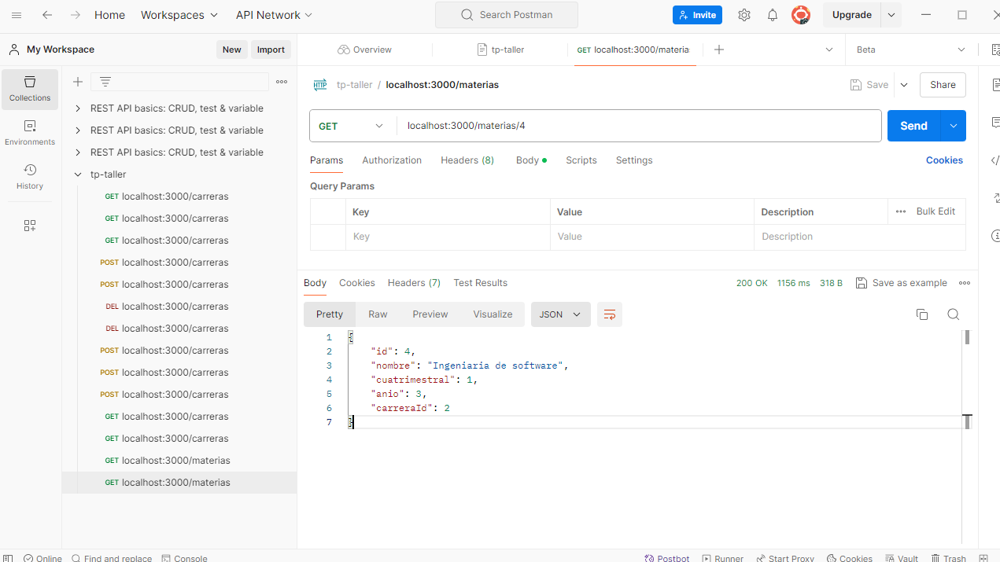 Home Workspaces API Network Search Postman Invite Upgrade
My Workspace New Import Overview tp-taller GET localhost:3000/materia Beta
Collections
Environments
History
REST API basics: CRUD, test & variable
REST API basics: CRUD, test & variable
REST API basics: CRUD, test & variable
tp-taller
GET localhost:3000/carreras
GET localhost:3000/carreras
GET localhost:3000/carreras
POST localhost:3000/carreras
POST localhost:3000/carreras
DEL localhost:3000/carreras
DEL localhost:3000/carreras
POST localhost:3000/carreras
POST localhost:3000/carreras
POST localhost:3000/carreras
GET localhost:3000/carreras
GET localhost:3000/carreras
GET localhost:3000/materias
GET localhost:3000/materias
HTTP tp-taller / localhost:3000/materias Save Share
GET localhost:3000/materias/4 Send
Params Authorization Headers (8) Body Scripts Settings Cookies
Query Params
Key Value Description Bulk Edit
Key Value Description
Body Cookies Headers (7) Test Results 200 OK 1156 ms 318 B Save as example
Pretty Raw Preview Visualize JSON
1 {
2 "id": 4,
3 "nombre": "Ingeniaria de software",
4 "cuatrimestral": 1,
5 "anio": 3,
6 "carreraId": 2
7 }
Online Find and replace Console Postbot Runner Start Proxy Cookies Vault Trash